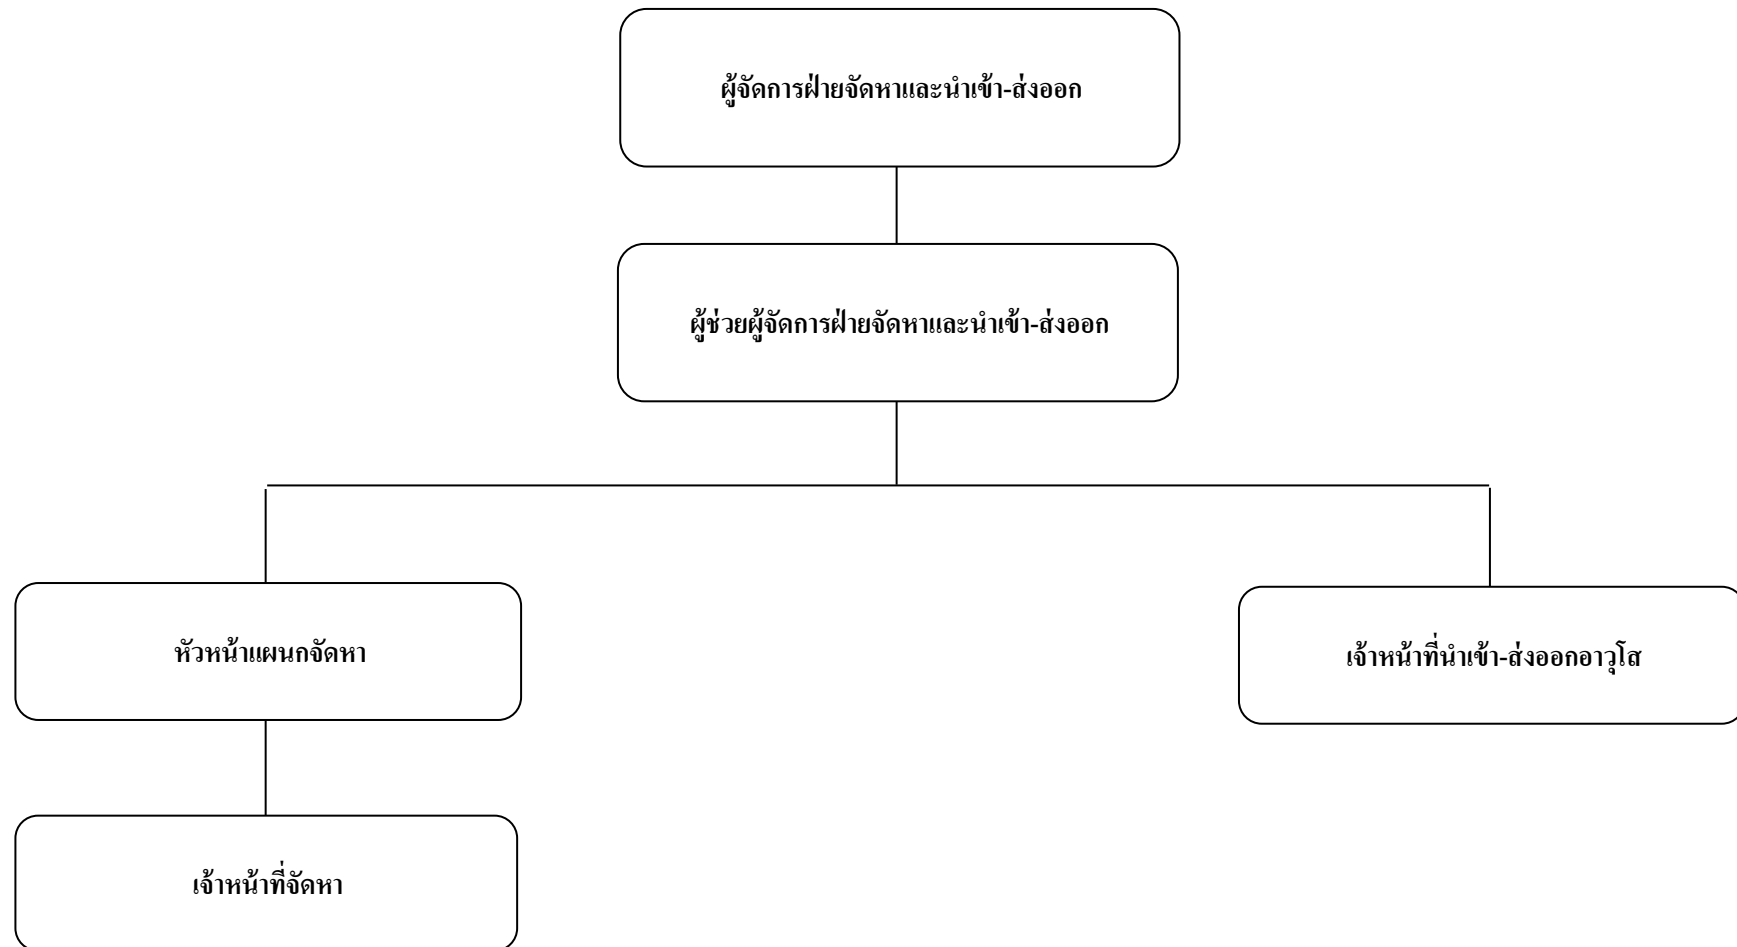 ผู้จัดการฝ่ายจัดหาและนำเข้า-ส่งออก
ผู้ช่วยผู้จัดการฝ่ายจัดหาและนำเข้า-ส่งออก
หัวหน้าแผนกจัดหา
เจ้าหน้าที่นำเข้า-ส่งออกอาวุโส
เจ้าหน้าที่จัดหา